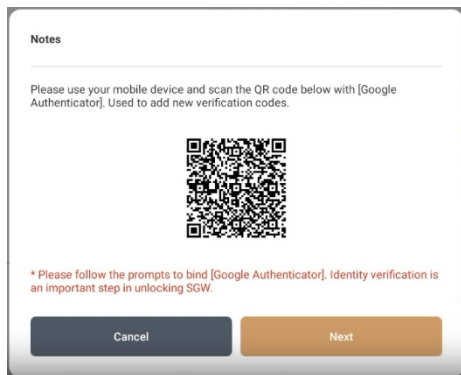 Notes
Please use your mobile device and scan the QR code below with [Google
Authenticator]. Used to add new verification codes.
* Please follow the prompts to bind [Google Authenticator]. Identity verification is
an important step in unlocking SGW.
Cancel
Next